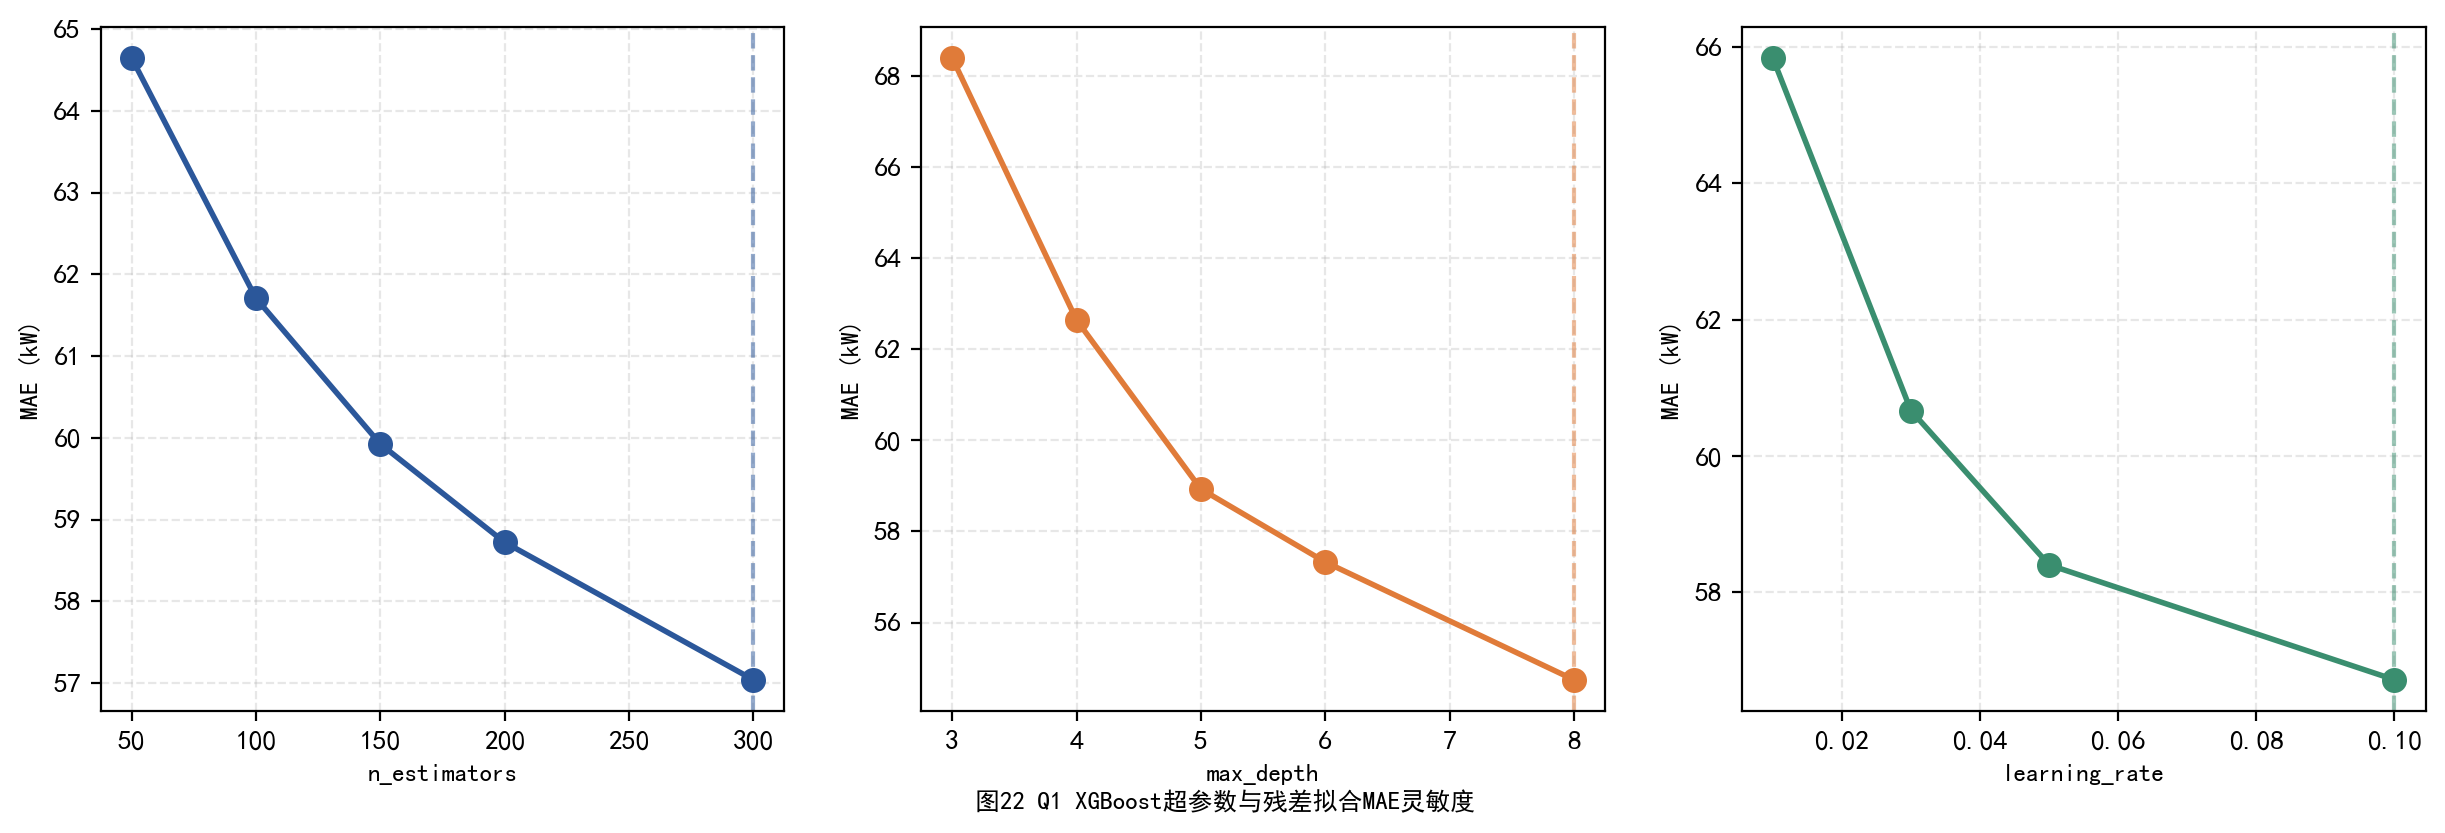 65
64
63
62
61
60
59
58
57
MAE (kW)
50 100 150 200 250 300
n_estimators
68
66
64
62
60
58
56
MAE (kW)
3 4 5 6 7 8
max_depth
66
64
62
60
58
MAE (kW)
0.02 0.04 0.06 0.08 0.10
learning_rate
图22 Q1 XGBoost超参数与残差拟合MAE灵敏度